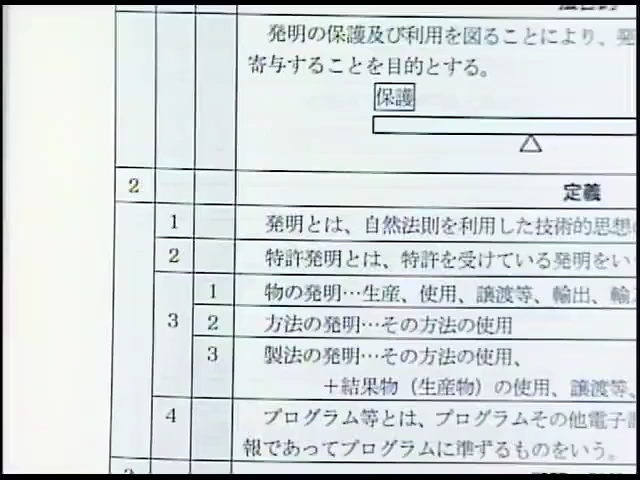 発明の保護及び利用を図ることにより、発
寄与することを目的とする。
保護
2 定義
1 発明とは、自然法則を利用した技術的思想
2 特許発明とは、特許を受けている発明をい
3 1 物の発明…生産、使用、譲渡等、輸出、輸
2 方法の発明…その方法の使用
3 製法の発明…その方法の使用、
＋結果物（生産物）の使用、譲渡等、
4 プログラム等とは、プログラムその他電子
報であってプログラムに準ずるものをいう。